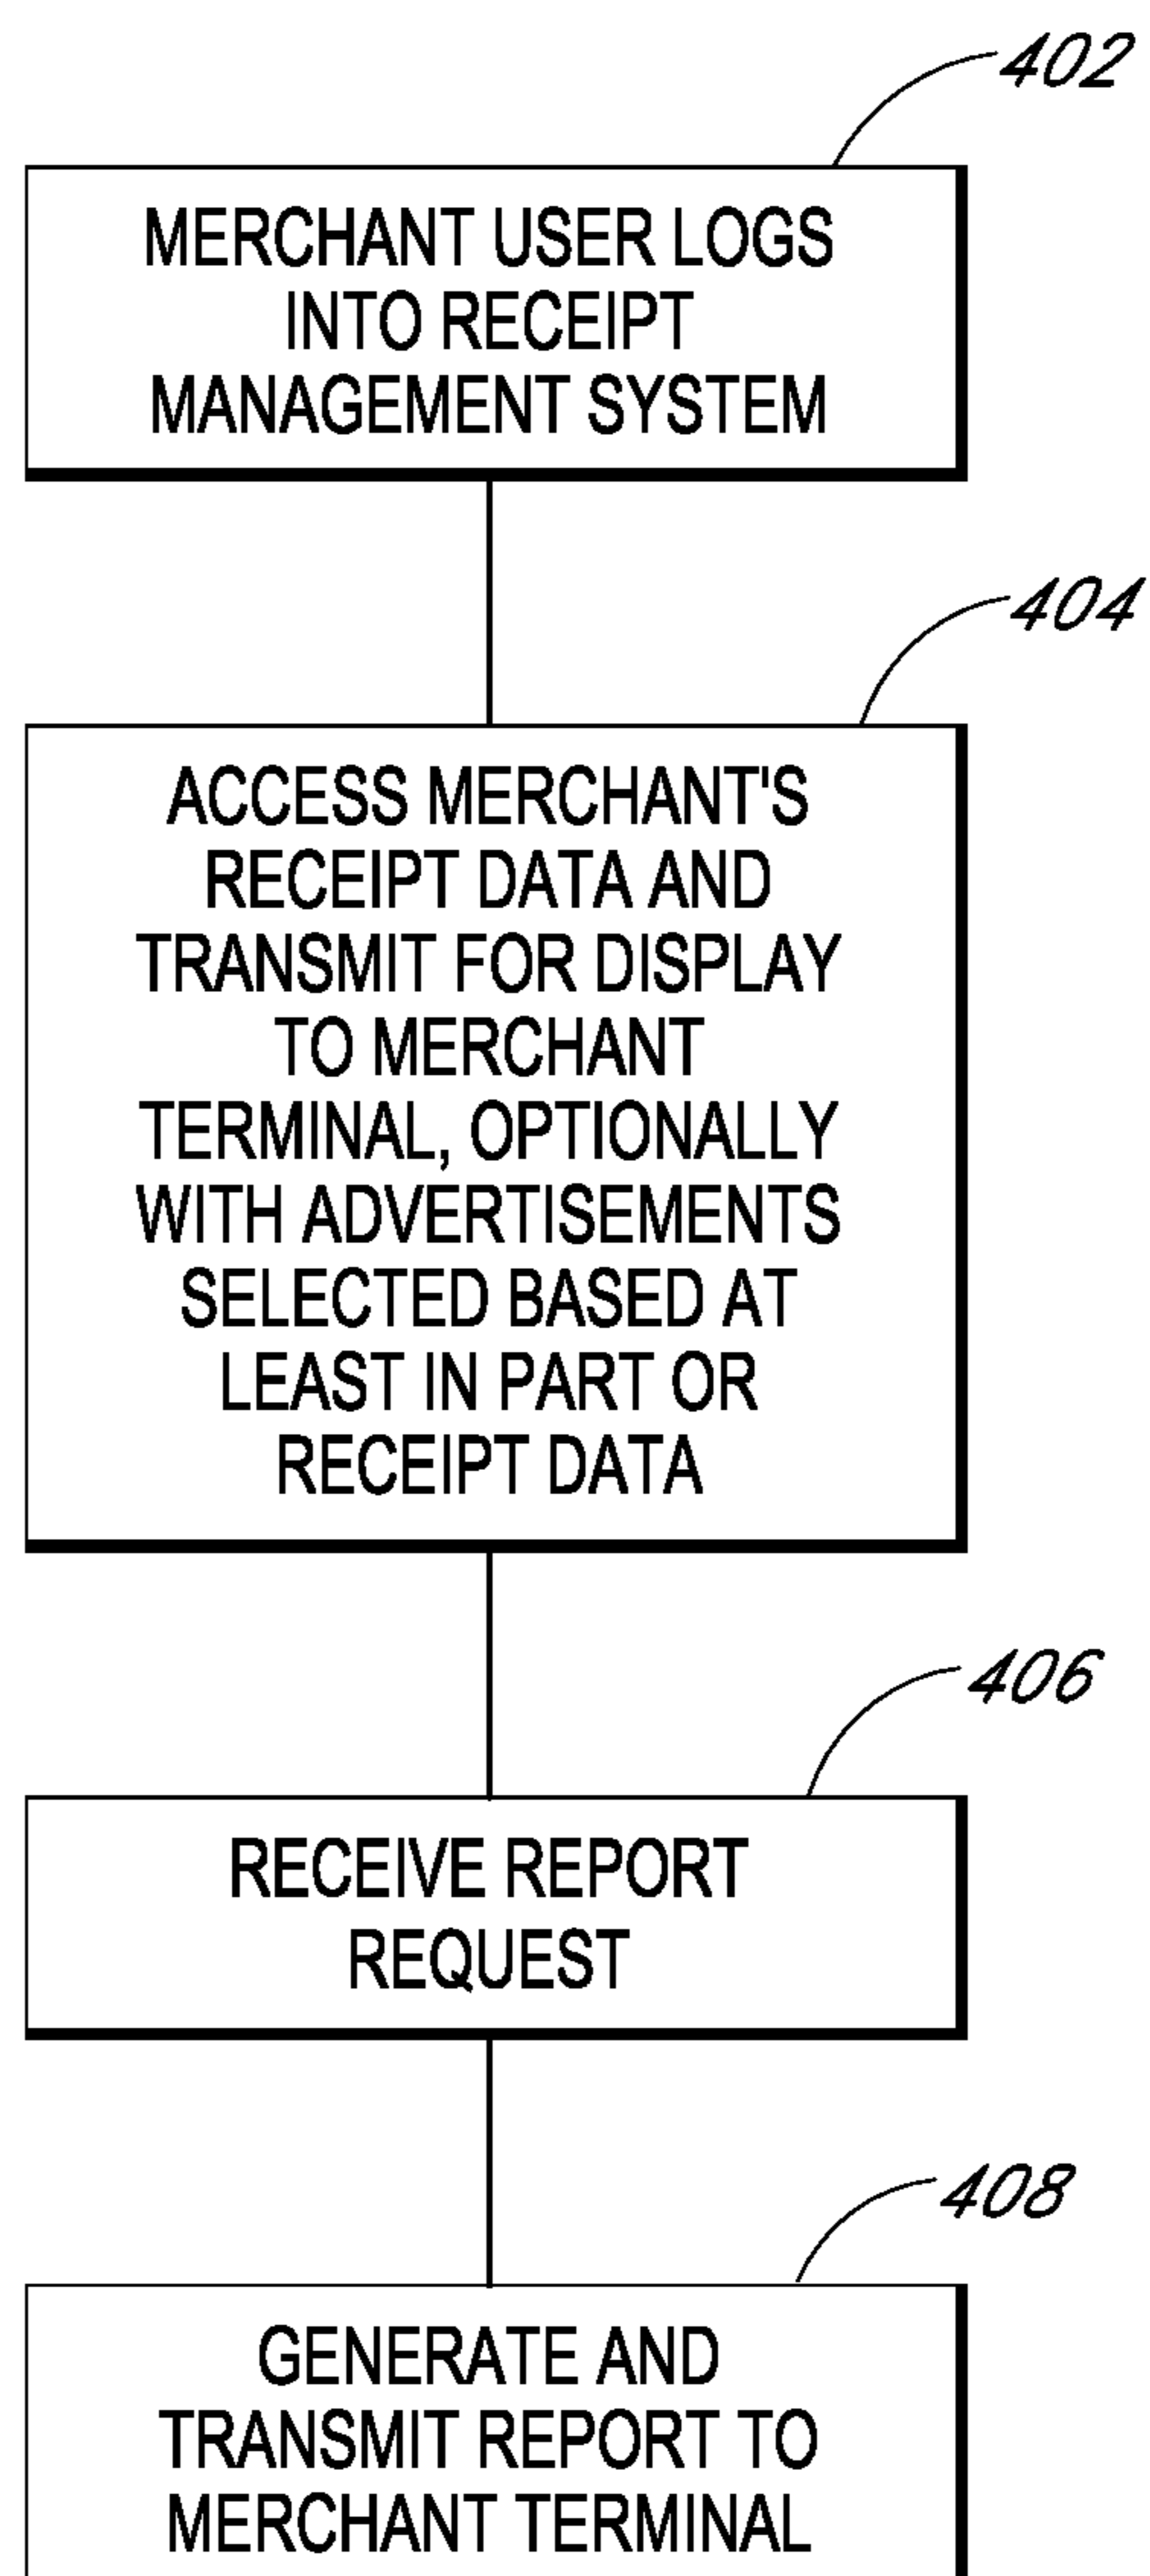 402
MERCHANT USER LOGS
INTO RECEIPT
MANAGEMENT SYSTEM
404
ACCESS MERCHANT'S
RECEIPT DATA AND
TRANSMIT FOR DISPLAY
TO MERCHANT
TERMINAL, OPTIONALLY
WITH ADVERTISEMENTS
SELECTED BASED AT
LEAST IN PART OR
RECEIPT DATA
406
RECEIVE REPORT
REQUEST
408
GENERATE AND
TRANSMIT REPORT TO
MERCHANT TERMINAL